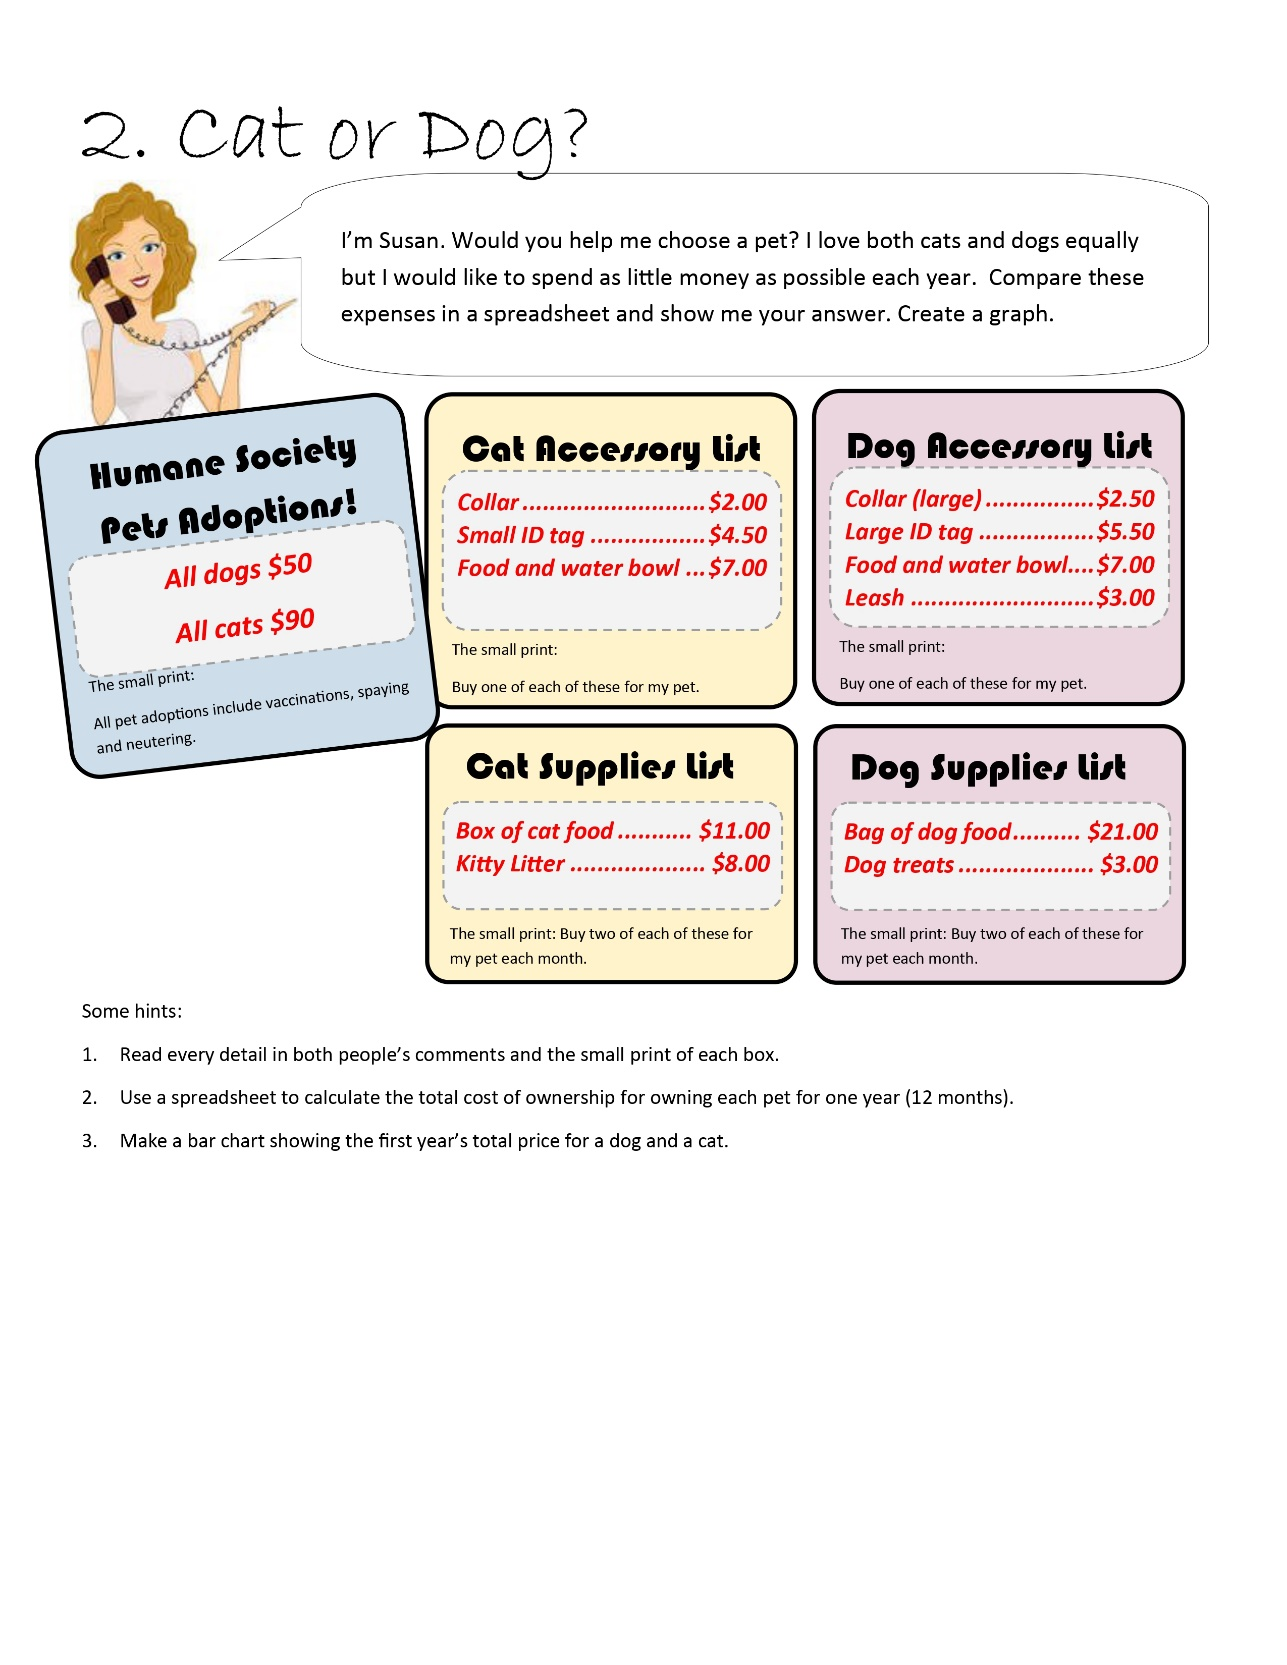 2. Cat or Dog?
I’m Susan. Would you help me choose a pet? I love both cats and dogs equally
but I would like to spend as little money as possible each year.  Compare these
expenses in a spreadsheet and show me your answer. Create a graph.
Humane Society
Pets Adoptions!
All dogs $50
All cats $90
The small print:
All pet adoptions include vaccinations, spaying
and neutering.
Cat Accessory List
Collar ........................... $2.00
Small ID tag ................. $4.50
Food and water bowl ... $7.00
The small print:
Buy one of each of these for my pet.
Dog Accessory List
Collar (large) ................ $2.50
Large ID tag ................. $5.50
Food and water bowl.... $7.00
Leash ........................... $3.00
The small print:
Buy one of each of these for my pet.
Cat Supplies List
Box of cat food ........... $11.00
Kitty Litter .................... $8.00
The small print: Buy two of each of these for
my pet each month.
Dog Supplies List
Bag of dog food.......... $21.00
Dog treats .................... $3.00
The small print: Buy two of each of these for
my pet each month.
Some hints:
1. Read every detail in both people’s comments and the small print of each box.
2. Use a spreadsheet to calculate the total cost of ownership for owning each pet for one year (12 months).
3. Make a bar chart showing the first year’s total price for a dog and a cat.